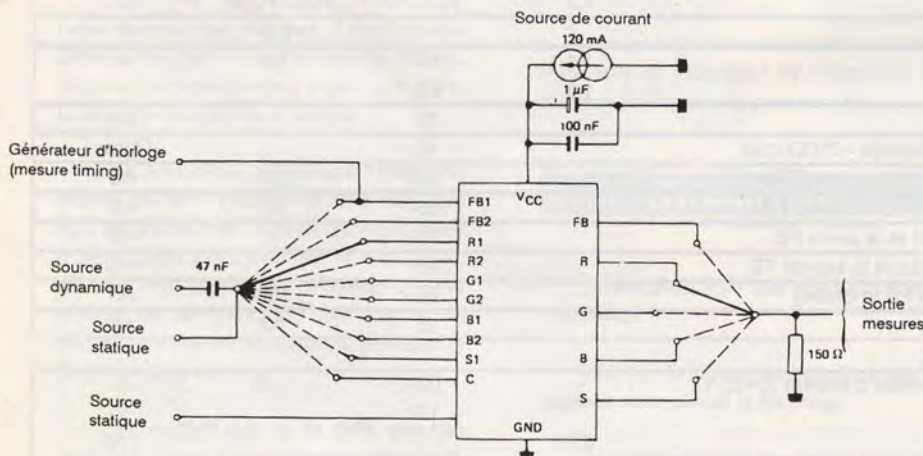 Source de courant
120 mA
1 µF
100 nF
Générateur d'horloge
(mesure timing)
VCC
FB1
FB2
R1
R2
G1
G2
B1
B2
S1
C
FB
R
G
B
S
GND
47 nF
Source
dynamique
Source
statique
Source
statique
Sortie
mesures
150 Ω